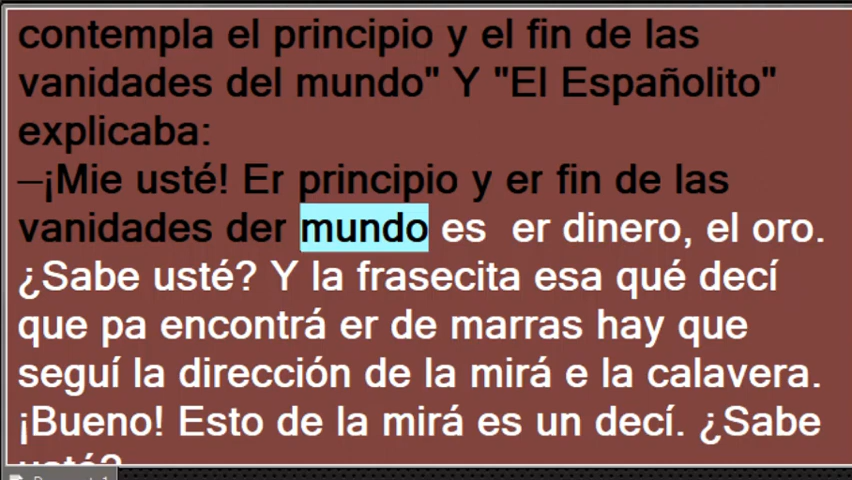 contempla el principio y el fin de las
vanidades del mundo" Y "El Españolito"
explicaba:
–¡Mie usté! Er principio y er fin de las
vanidades der mundo es  er dinero, el oro.
¿Sabe usté? Y la frasecita esa qué decí
que pa encontrá er de marras hay que
seguí la dirección de la mirá e la calavera.
¡Bueno! Esto de la mirá es un decí. ¿Sabe
usté?